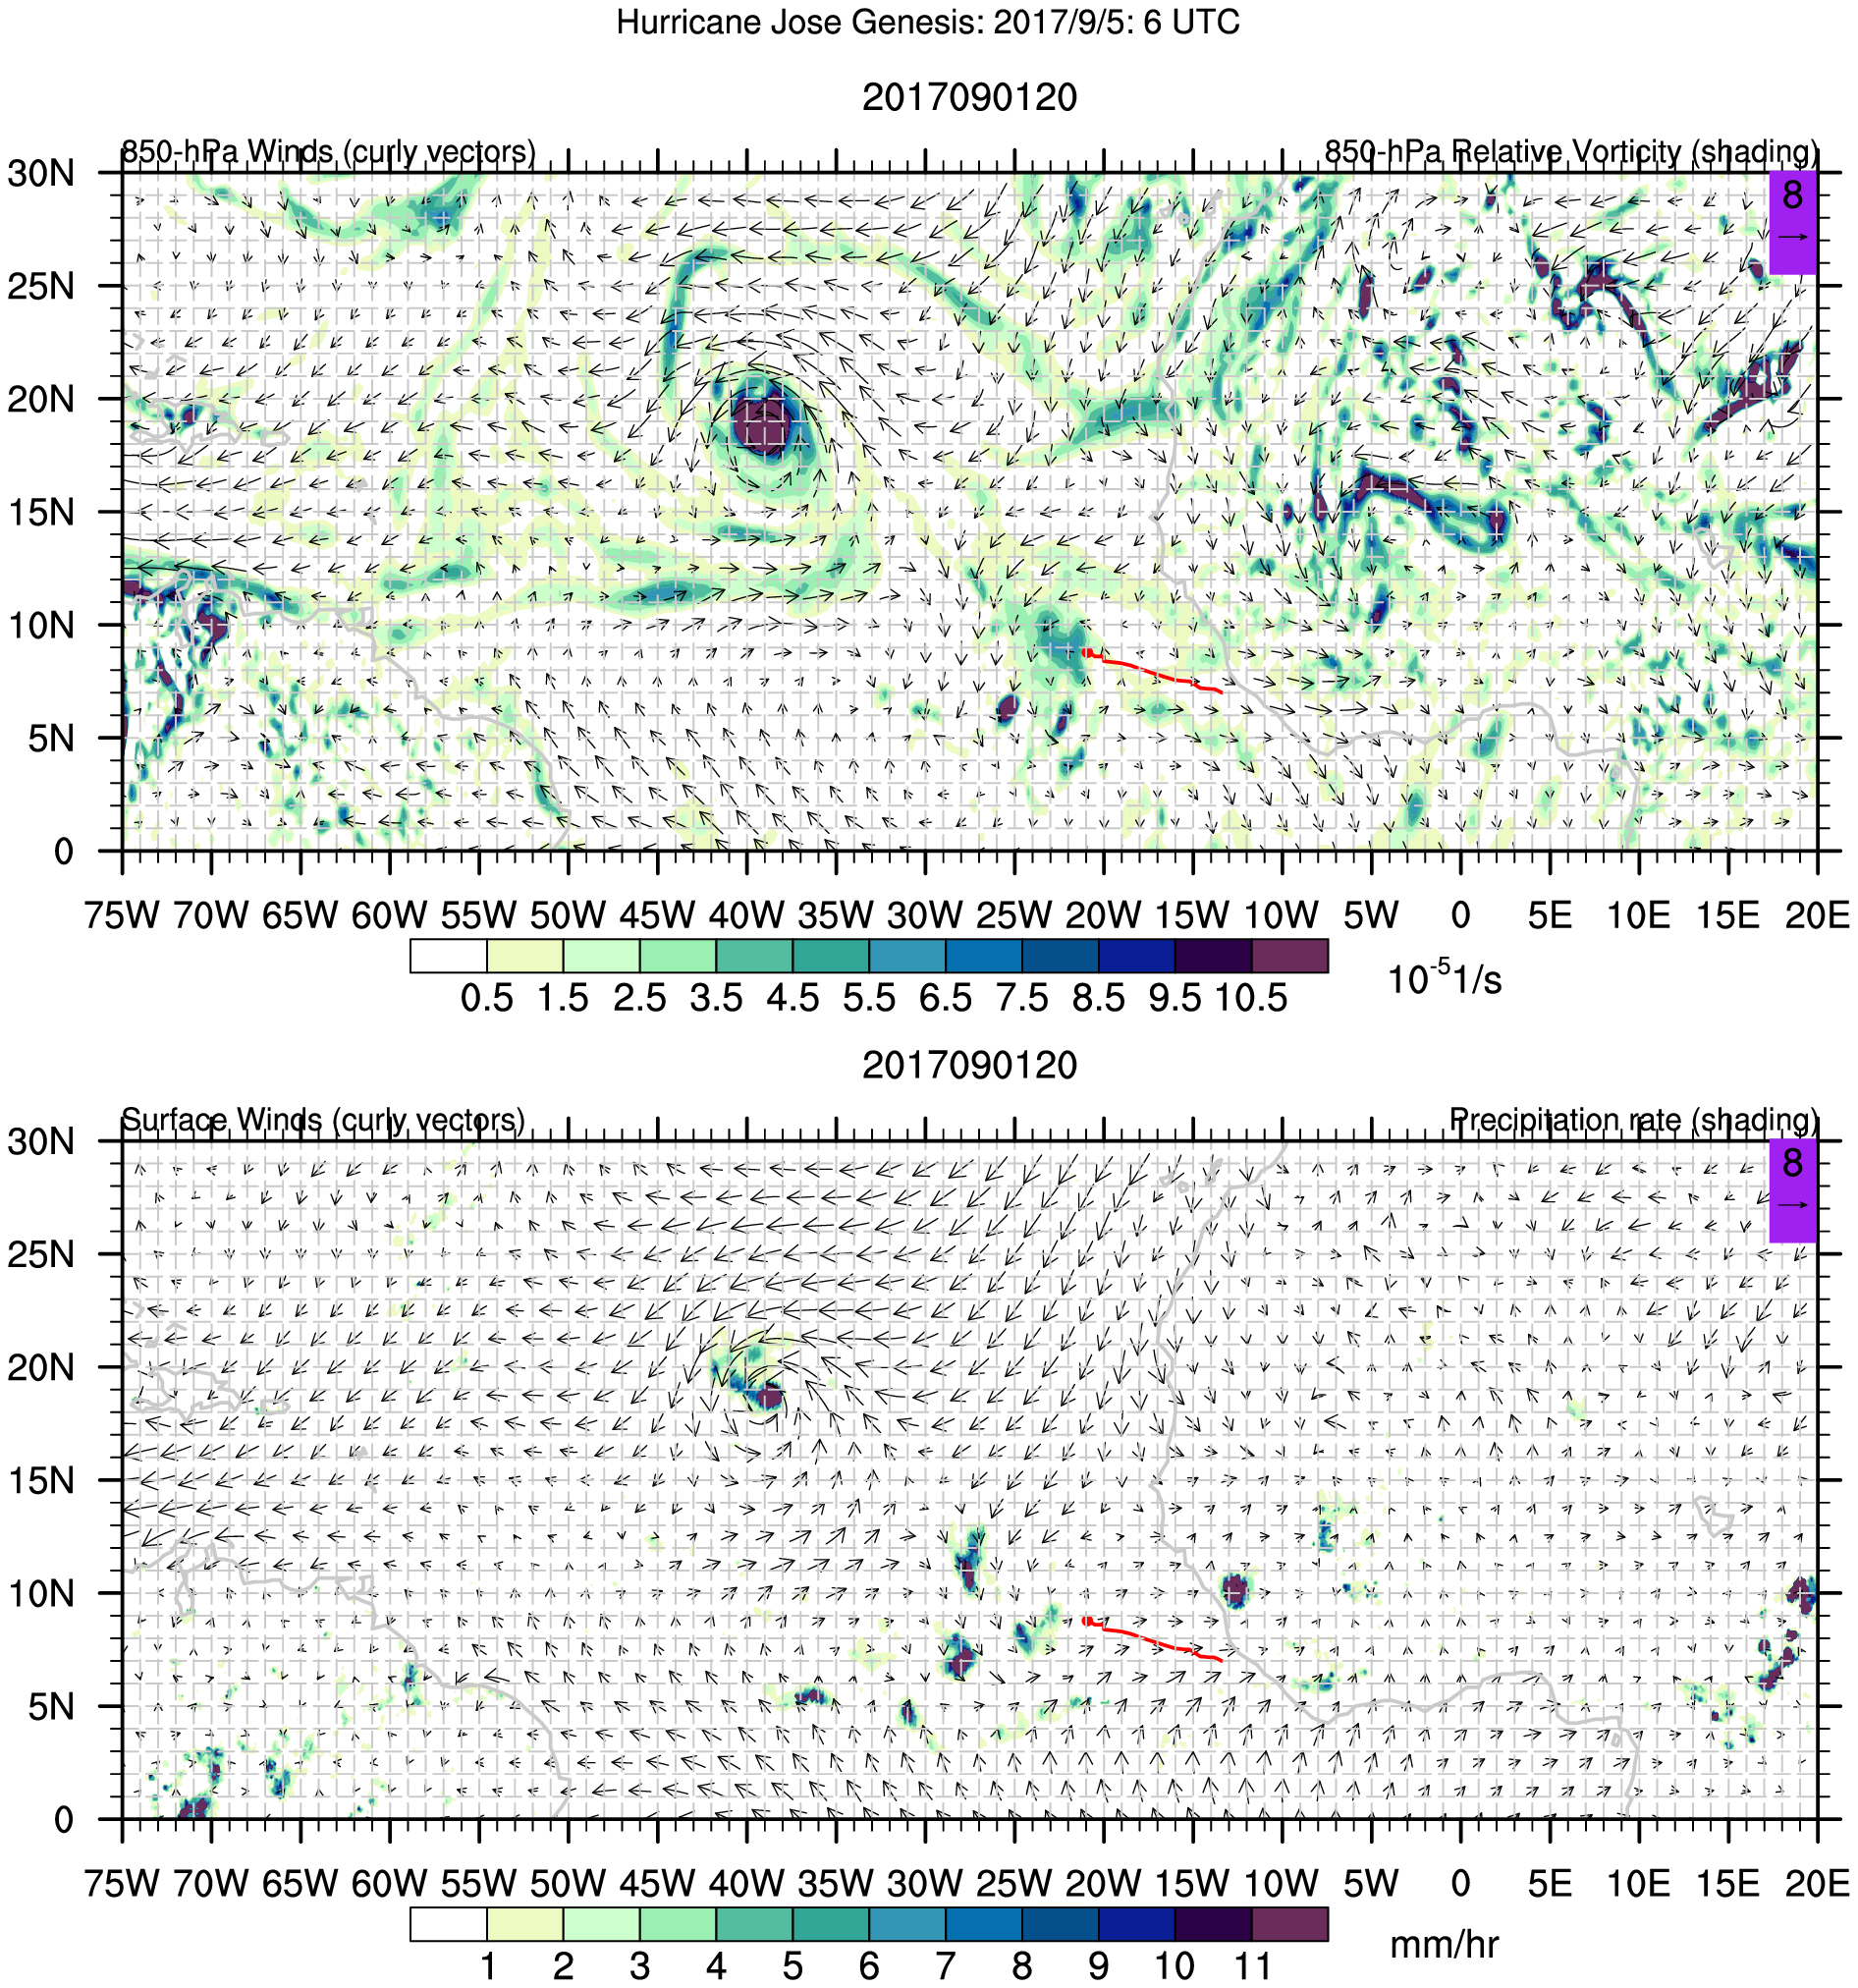 Hurricane Jose Genesis: 2017/9/5: 6 UTC
2017090120
850-hPa Winds (curly vectors) 850-hPa Relative Vorticity (shading)
30N
8
25N
20N
15N
10N
5N
0
75W 70W 65W 60W 55W 50W 45W 40W 35W 30W 25W 20W 15W 10W 5W 0 5E 10E 15E 20E
0.5 1.5 2.5 3.5 4.5 5.5 6.5 7.5 8.5 9.5 10.5
10⁻⁵1/s
2017090120
Surface Winds (curly vectors) Precipitation rate (shading)
30N
8
25N
20N
15N
10N
5N
0
75W 70W 65W 60W 55W 50W 45W 40W 35W 30W 25W 20W 15W 10W 5W 0 5E 10E 15E 20E
1 2 3 4 5 6 7 8 9 10 11
mm/hr